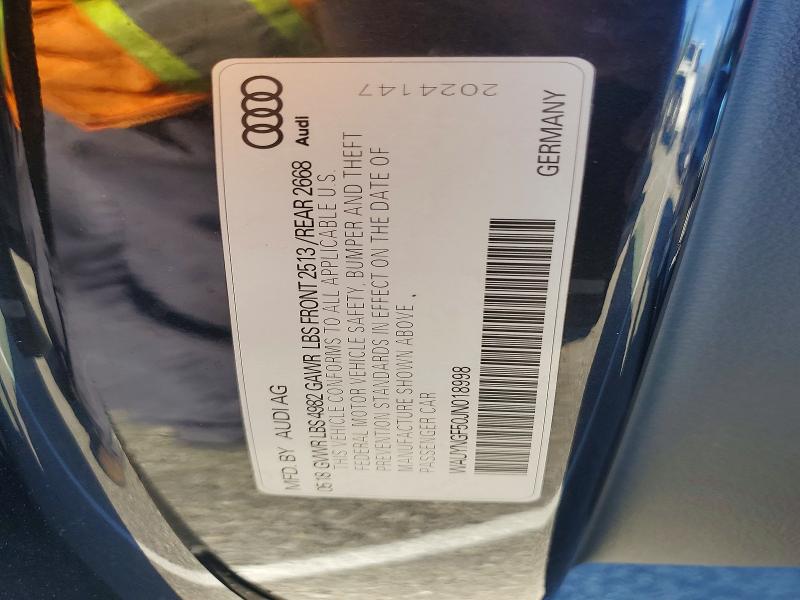 Audi
2024147
MFD. BY AUDI AG
05.18 GVWR LBS 4982 GAWR LBS FRONT 2513 / REAR 2668
THIS VEHICLE CONFORMS TO ALL APPLICABLE U.S.
FEDERAL MOTOR VEHICLE SAFETY, BUMPER AND THEFT
PREVENTION STANDARDS IN EFFECT ON THE DATE OF
MANUFACTURE SHOWN ABOVE.
PASSENGER CAR
WAUYNGF50JN018998
GERMANY